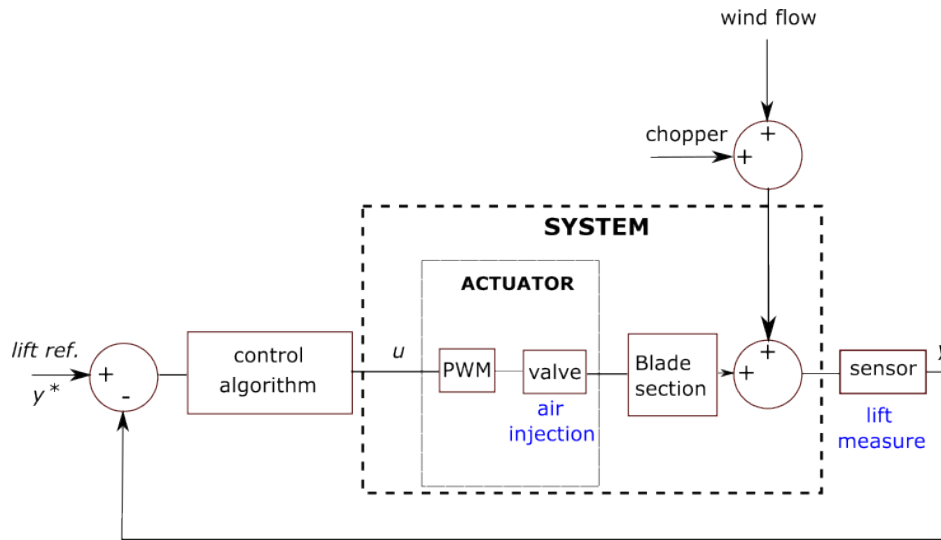 wind flow
+
chopper
+
SYSTEM
ACTUATOR
lift ref.
y*
+
-
control
algorithm
u
PWM
valve
air
injection
Blade
section
+
+
sensor
lift
measure
y